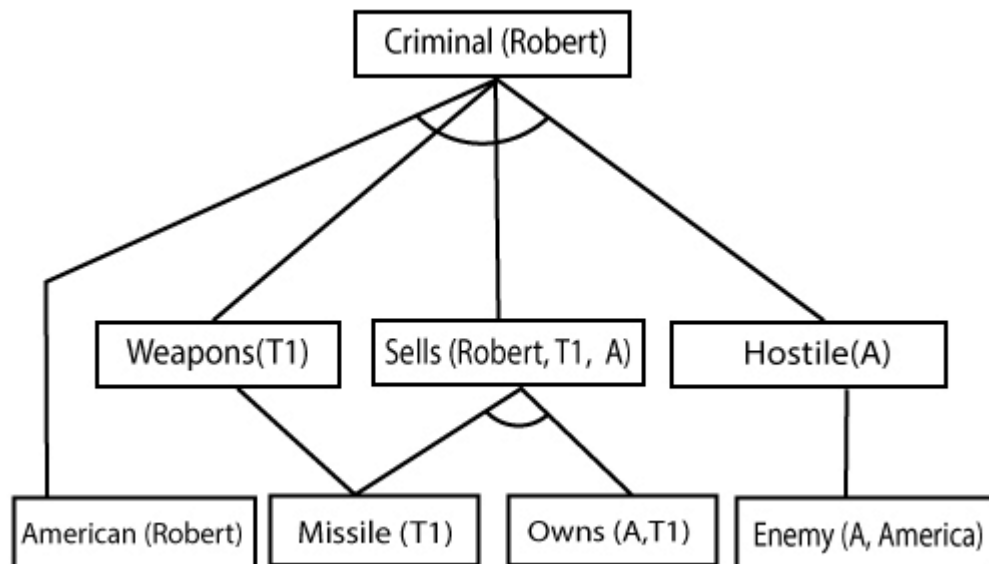 Criminal (Robert)
Weapons(T1)
Sells (Robert, T1, A)
Hostile(A)
American (Robert)
Missile (T1)
Owns (A,T1)
Enemy (A, America)